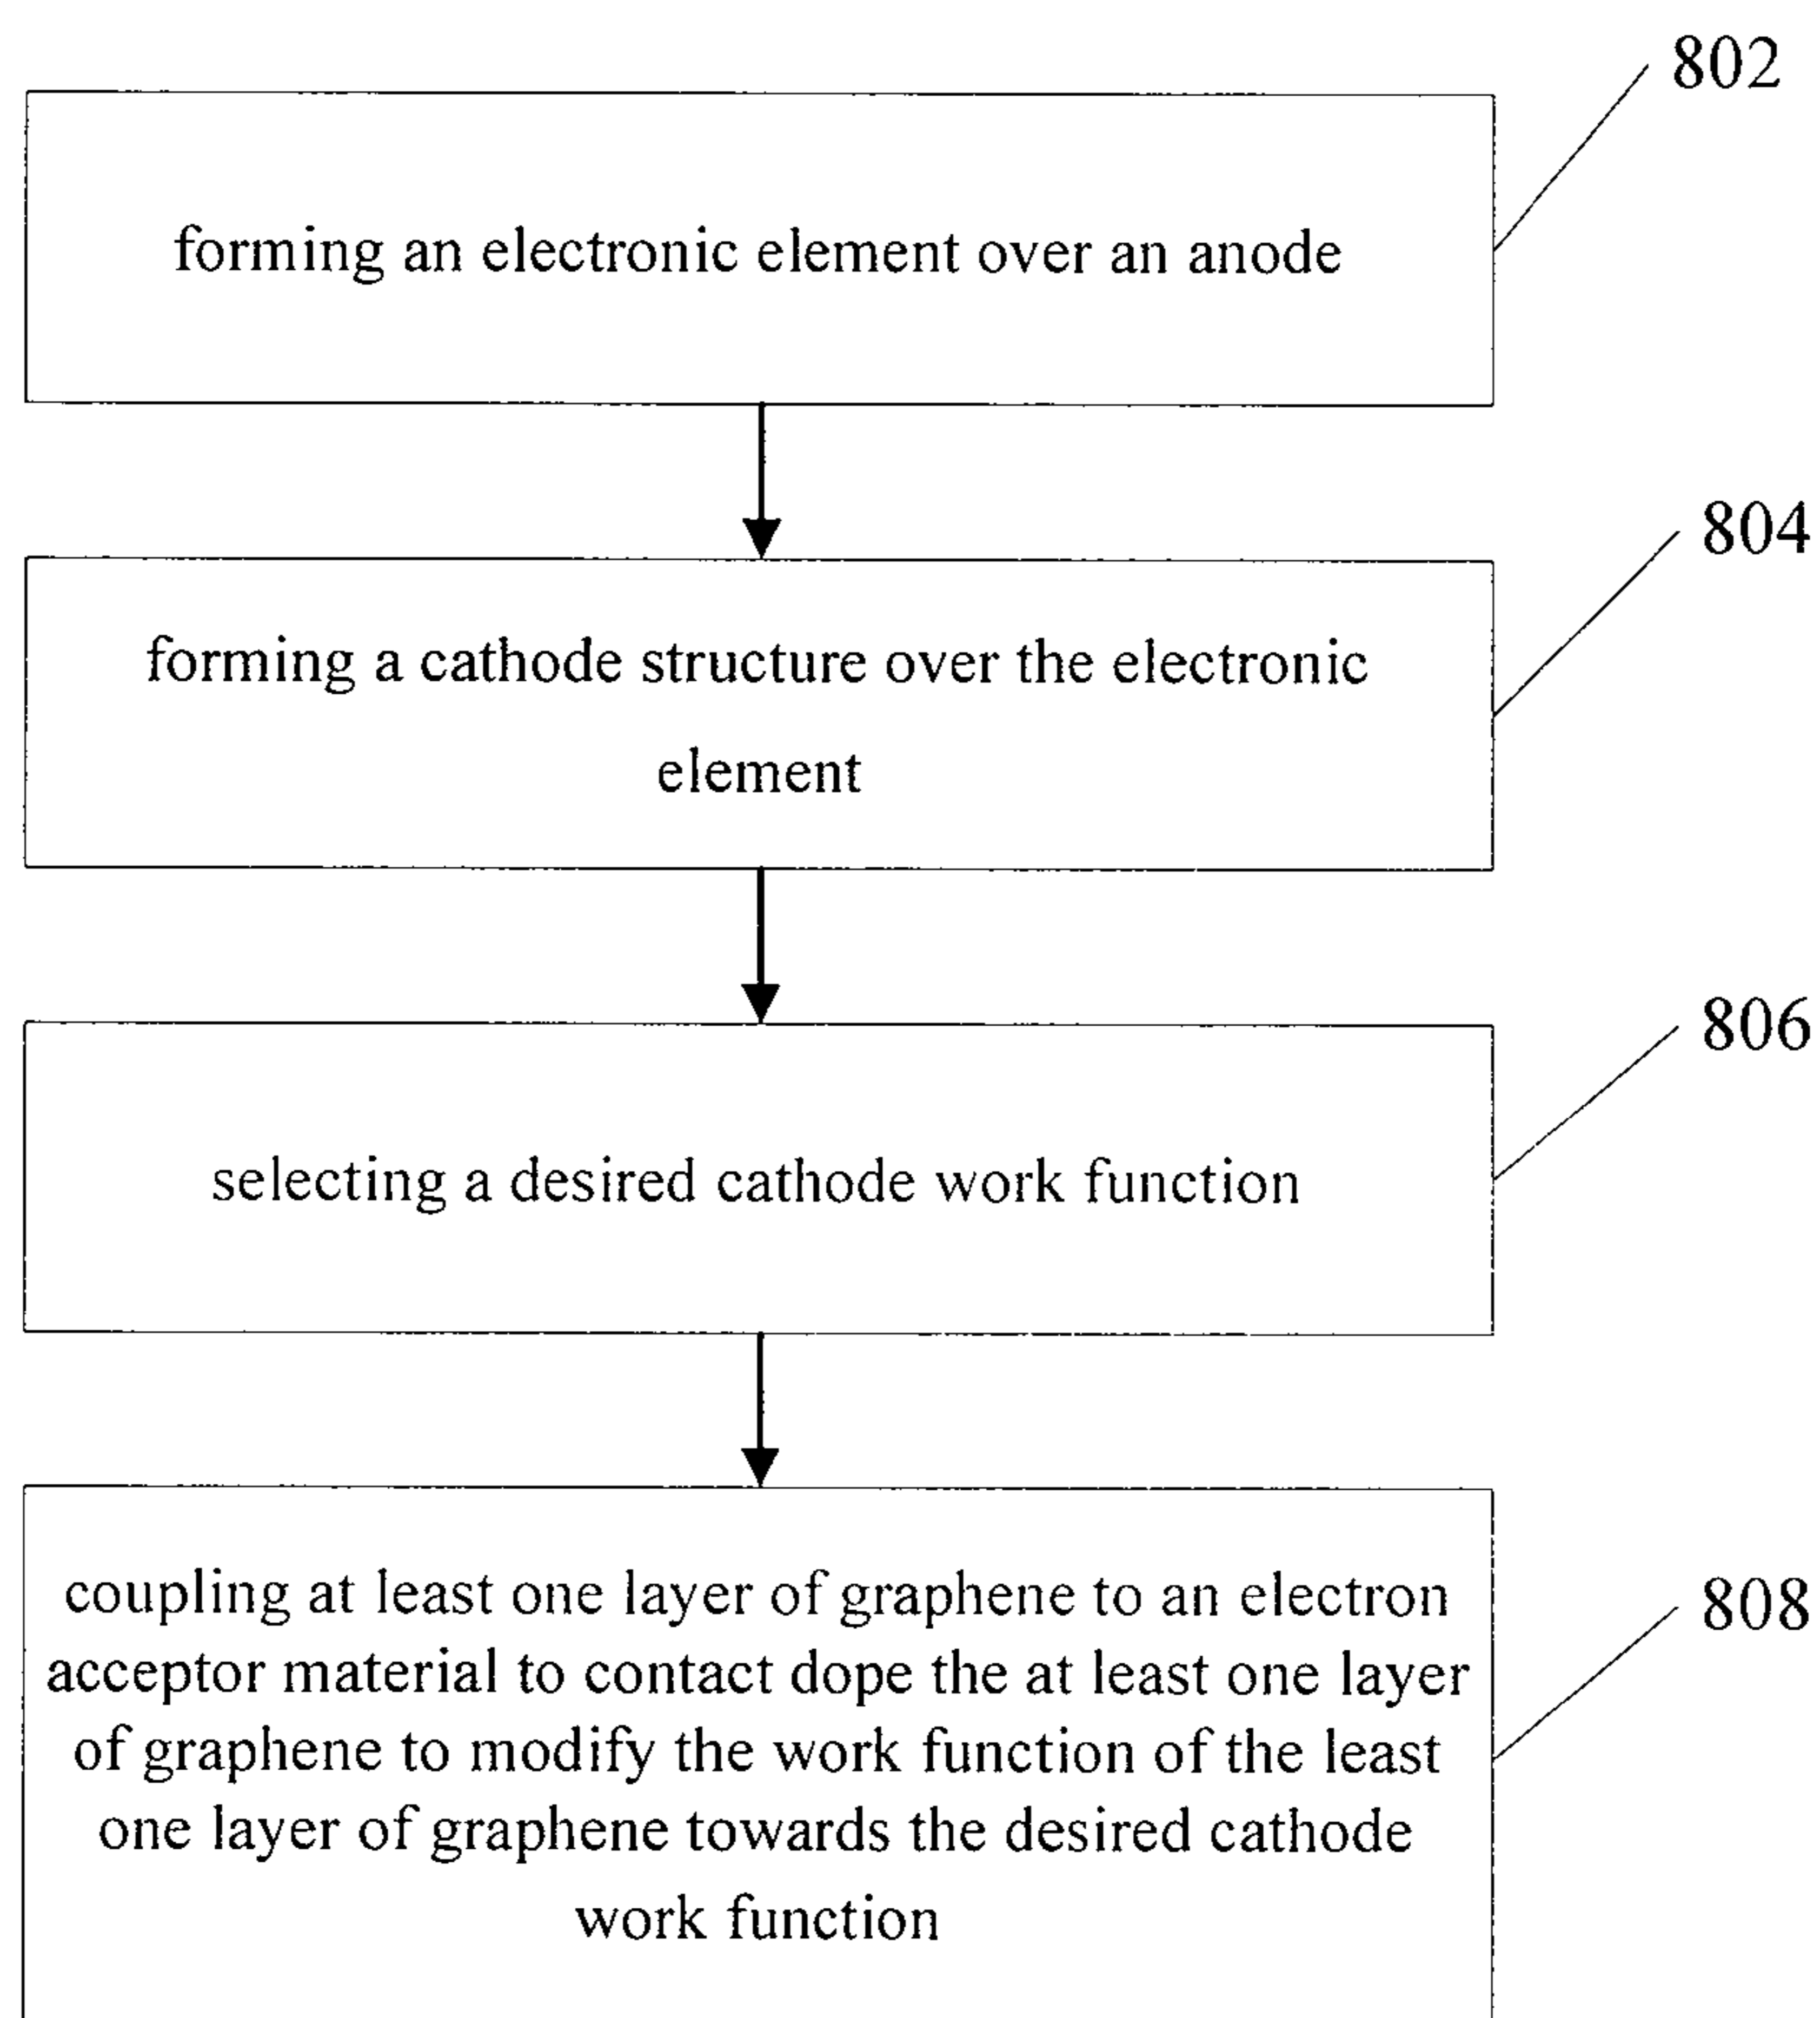 802
forming an electronic element over an anode
804
forming a cathode structure over the electronic
element
806
selecting a desired cathode work function
808
coupling at least one layer of graphene to an electron
acceptor material to contact dope the at least one layer
of graphene to modify the work function of the least
one layer of graphene towards the desired cathode
work function